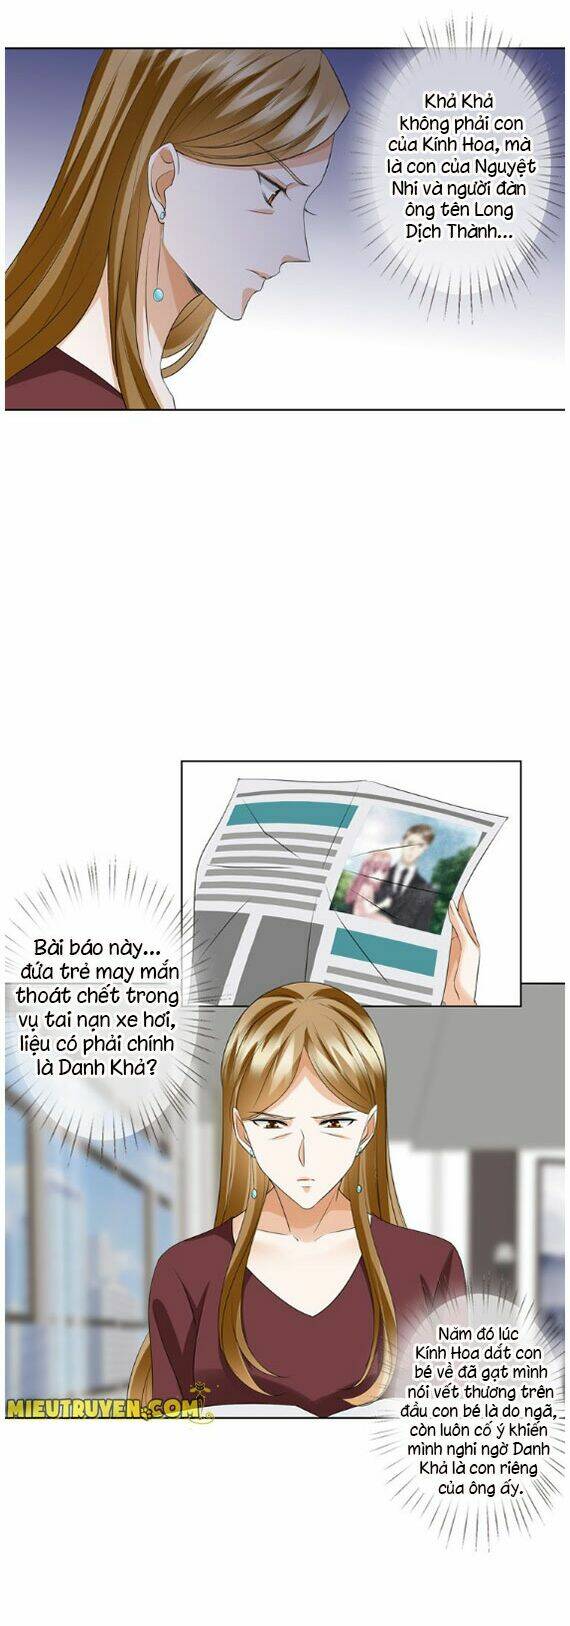 Khả Khả
không phải con
của Kính Hoa, mà
là con của Nguyệt
Nhi và người đàn
ông tên Long
Dịch Thành...
Bài báo này...
đứa trẻ may mắn
thoát chết trong
vụ tai nạn xe hơi,
liệu có phải chính
là Danh Khả?
Năm đó lúc
Kính Hoa dắt con
bé về đã gạt mình
nói vết thương trên
đầu con bé là do ngã,
còn luôn cố ý khiến
mình nghi ngờ Danh
Khả là con riêng
của ông ấy.
MIEUTRUYEN.COM